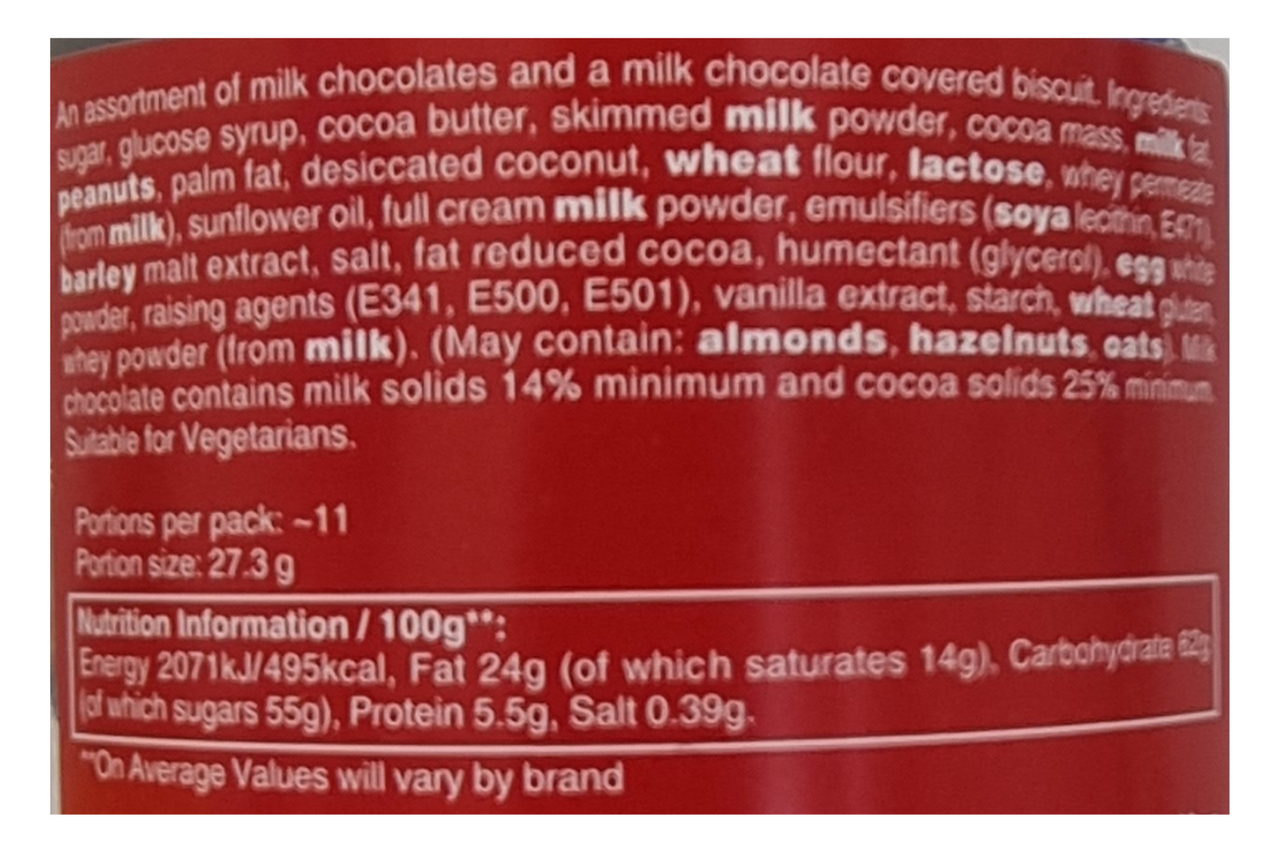 An assortment of milk chocolates and a milk chocolate covered biscuit. Ingredients:
sugar, glucose syrup, cocoa butter, skimmed milk powder, cocoa mass, milk fat,
peanuts, palm fat, desiccated coconut, wheat flour, lactose, whey permeate
(from milk), sunflower oil, full cream milk powder, emulsifiers (soya lecithin, E471),
barley malt extract, salt, fat reduced cocoa, humectant (glycerol), egg white
powder, raising agents (E341, E500, E501), vanilla extract, starch, wheat gluten,
whey powder (from milk). (May contain: almonds, hazelnuts, oats). Milk
chocolate contains milk solids 14% minimum and cocoa solids 25% minimum.
Suitable for Vegetarians.
Portions per pack: ~11
Portion size: 27.3 g
Nutrition Information / 100g**:
Energy 2071kJ/495kcal, Fat 24g (of which saturates 14g), Carbohydrate 62g
(of which sugars 55g), Protein 5.5g, Salt 0.39g.
**On Average Values will vary by brand